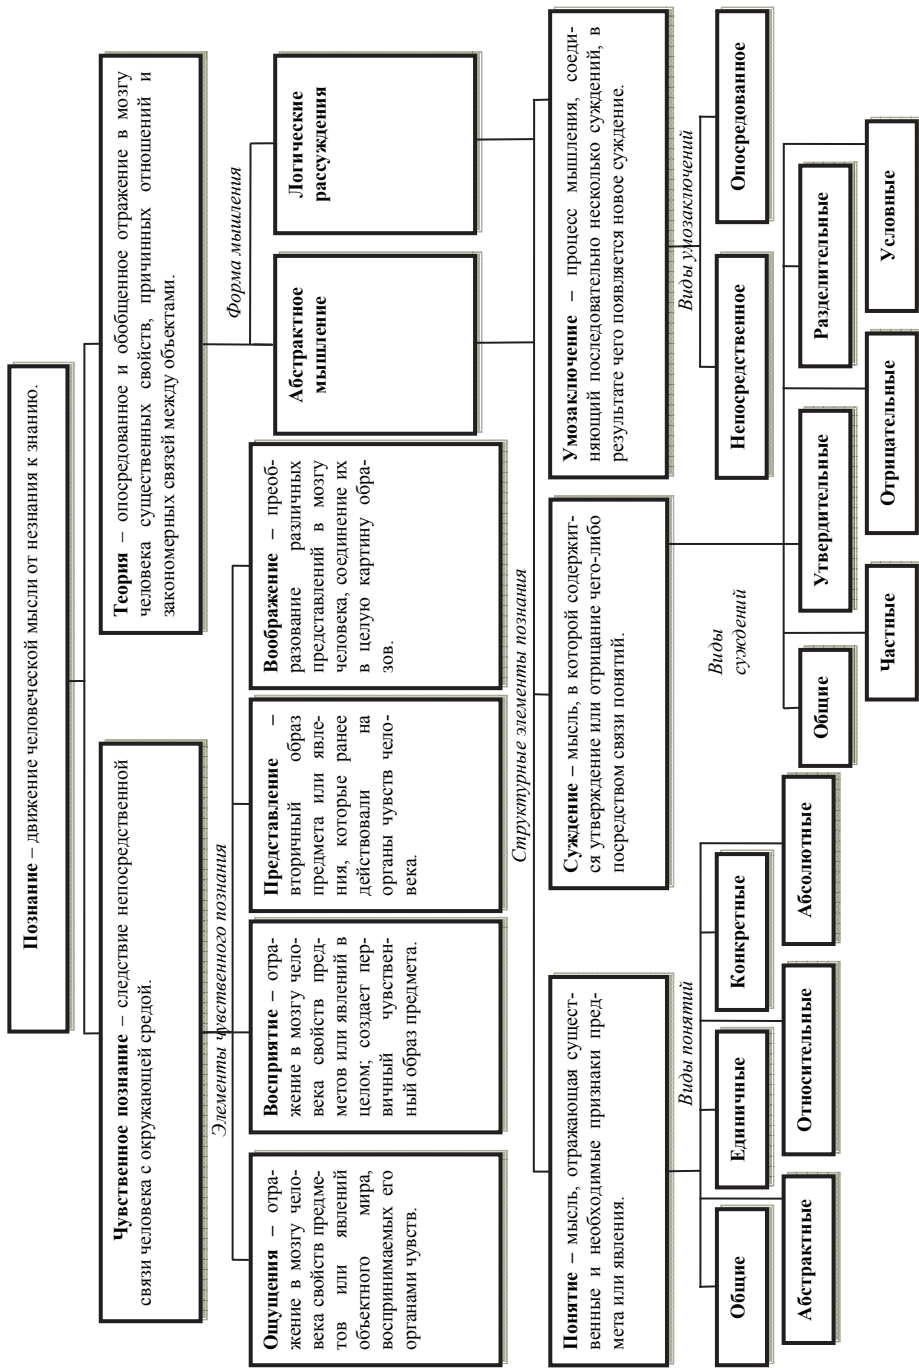 Познание – движение человеческой мысли от незнания к знанию.
Чувственное познание – следствие непосредственной
связи человека с окружающей средой.
Теория – опосредованное и обобщенное отражение в мозгу
человека существенных свойств, причинных отношений и
закономерных связей между объектами.
Элементы чувственного познания
Форма мышления
Ощущения – отра-
жение в мозгу чело-
века свойств предме-
тов или явлений
объектного мира,
воспринимаемых его
органами чувств.
Восприятие – отра-
жение в мозгу чело-
века свойств пред-
метов или явлений в
целом; создает пер-
вичный чувствен-
ный образ предмета.
Представление –
вторичный образ
предмета или явле-
ния, которые ранее
действовали на
органы чувств чело-
века.
Воображение – преоб-
разование различных
представлений в мозгу
человека, соединение их
в целую картину обра-
зов.
Абстрактное
мышление
Логические
рассуждения
Структурные элементы познания
Понятие – мысль, отражающая сущест-
венные и необходимые признаки пред-
мета или явления.
Суждение – мысль, в которой содержит-
ся утверждение или отрицание чего-либо
посредством связи понятий.
Умозаключение – процесс мышления, соеди-
няющий последовательно несколько суждений, в
результате чего появляется новое суждение.
Виды понятий
Виды
суждений
Виды умозаключений
Общие
Единичные
Конкретные
Абстрактные
Относительные
Абсолютные
Общие
Утвердительные
Разделительные
Частные
Отрицательные
Условные
Непосредственное
Опосредованное